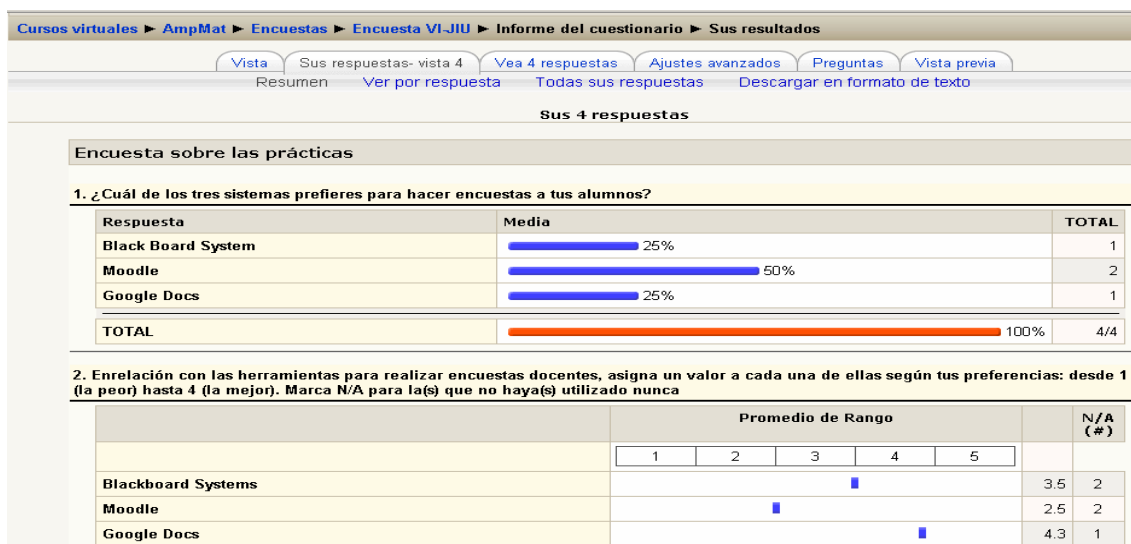 Cursos virtuales ► AmpMat ► Encuestas ► Encuesta VI-JIU ► Informe del cuestionario ► Sus resultados
Vista Sus respuestas- vista 4 Vea 4 respuestas Ajustes avanzados Preguntas Vista previa
Resumen Ver por respuesta Todas sus respuestas Descargar en formato de texto
Sus 4 respuestas
Encuesta sobre las prácticas
1. ¿Cuál de los tres sistemas prefieres para hacer encuestas a tus alumnos?
Respuesta Media TOTAL
Black Board System 25% 1
Moodle 50% 2
Google Docs 25% 1
TOTAL 100% 4/4
2. Enrelación con las herramientas para realizar encuestas docentes, asigna un valor a cada una de ellas según tus preferencias: desde 1
(la peor) hasta 4 (la mejor). Marca N/A para la(s) que no haya(s) utilizado nunca
Promedio de Rango N/A
(#)
1 2 3 4 5
Blackboard Systems 3.5 2
Moodle 2.5 2
Google Docs 4.3 1